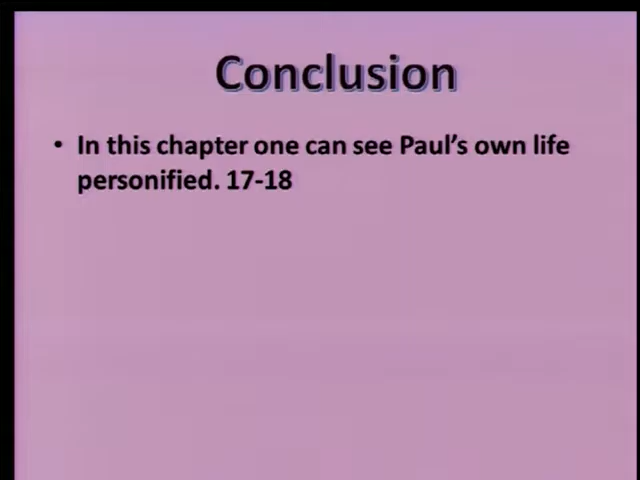 Conclusion
• In this chapter one can see Paul's own life
personified. 17-18